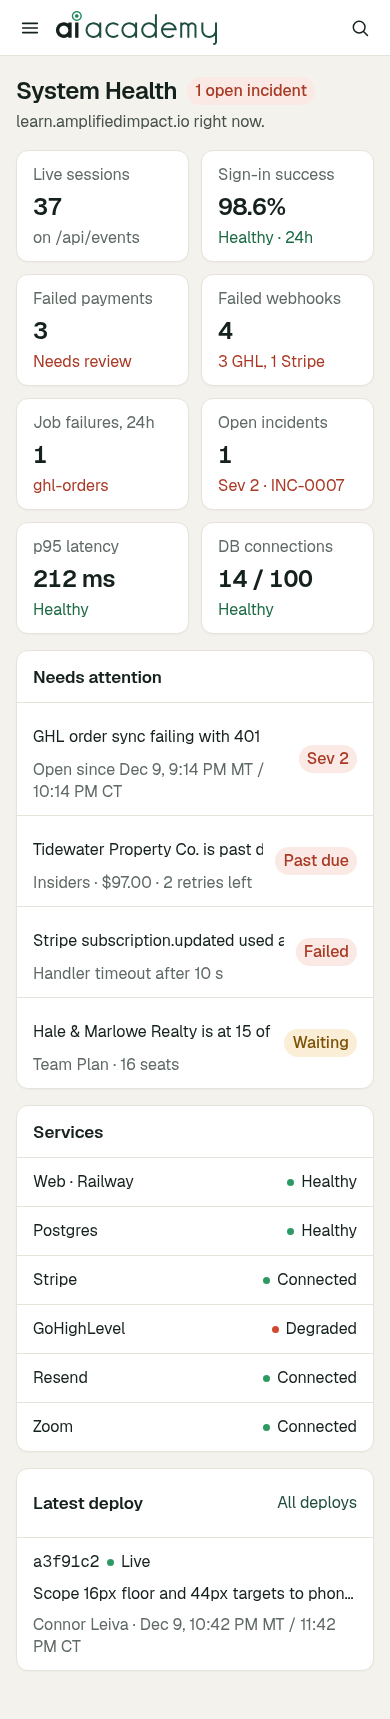 ai academy
System Health 1 open incident
learn.amplifiedimpact.io right now.
Live sessions
37
on /api/events
Sign-in success
98.6%
Healthy · 24h
Failed payments
3
Needs review
Failed webhooks
4
3 GHL, 1 Stripe
Job failures, 24h
1
ghl-orders
Open incidents
1
Sev 2 · INC-0007
p95 latency
212 ms
Healthy
DB connections
14 / 100
Healthy
Needs attention
GHL order sync failing with 401
Open since Dec 9, 9:14 PM MT /
10:14 PM CT
Sev 2
Tidewater Property Co. is past d
Insiders · $97.00 · 2 retries left
Past due
Stripe subscription.updated used a
Handler timeout after 10 s
Failed
Hale & Marlowe Realty is at 15 of
Team Plan · 16 seats
Waiting
Services
Web · Railway Healthy
Postgres Healthy
Stripe Connected
GoHighLevel Degraded
Resend Connected
Zoom Connected
Latest deploy All deploys
a3f91c2 Live
Scope 16px floor and 44px targets to phon…
Connor Leiva · Dec 9, 10:42 PM MT / 11:42
PM CT